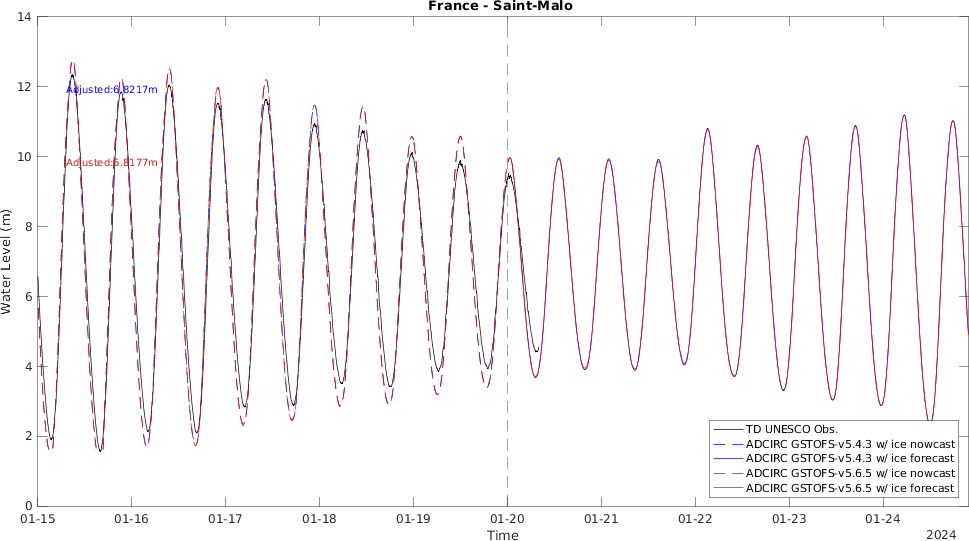 France - Saint-Malo
14
12
10
8
6
4
2
0
Water Level (m)
Adjusted:6.8217m
Adjusted:6.8177m
TD UNESCO Obs.
ADCIRC GSTOFS-v5.4.3 w/ ice nowcast
ADCIRC GSTOFS-v5.4.3 w/ ice forecast
ADCIRC GSTOFS-v5.6.5 w/ ice nowcast
ADCIRC GSTOFS-v5.6.5 w/ ice forecast
01-15 01-16 01-17 01-18 01-19 01-20 01-21 01-22 01-23 01-24
Time
2024